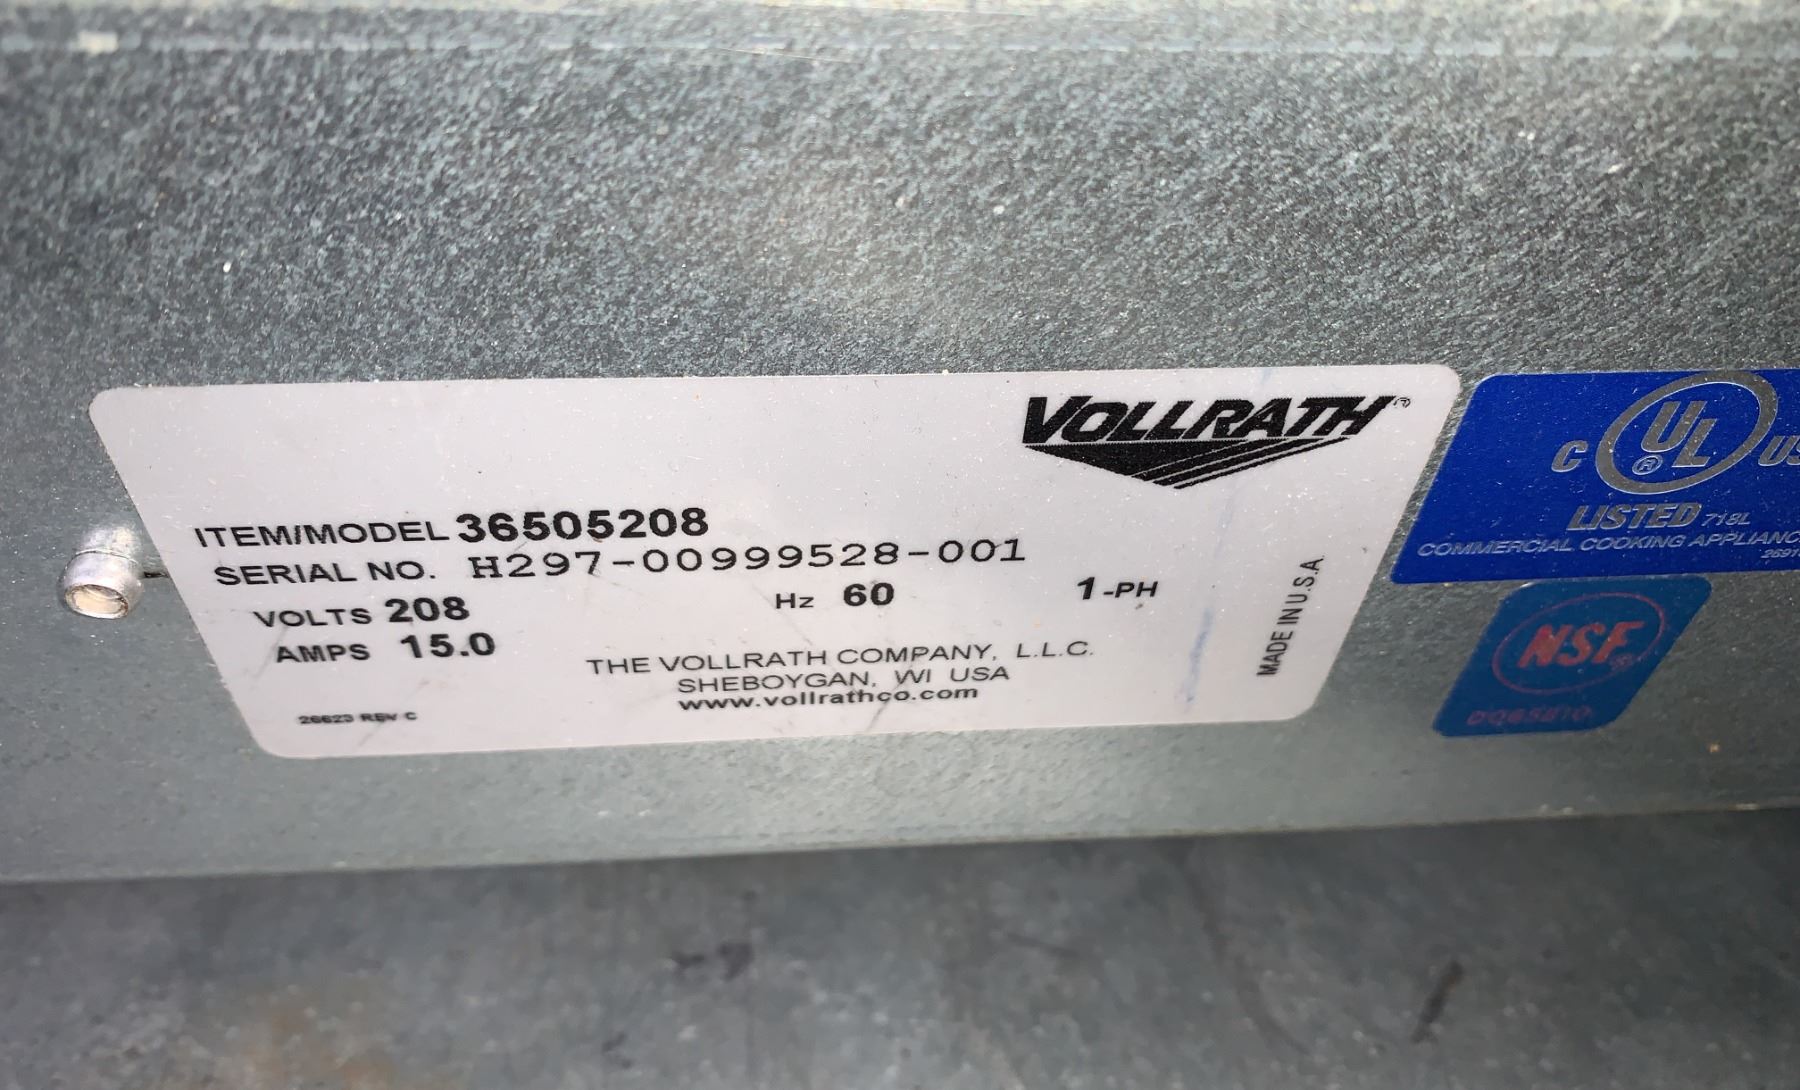 VOLLRATH®
ITEM/MODEL 36505208
SERIAL NO. H297-00999528-001
VOLTS 208 Hz 60 1-PH
AMPS 15.0
THE VOLLRATH COMPANY, L.L.C.
SHEBOYGAN, WI USA
www.vollrathco.com
26623 REV C
MADE IN U.S.A
C UL® US
LISTED 718L
COMMERCIAL COOKING APPLIANC
NSF®